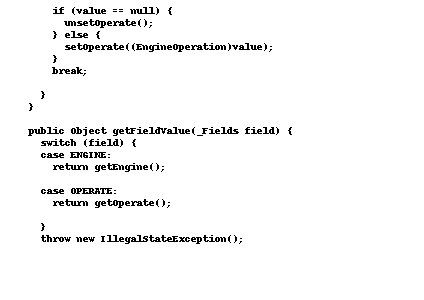 if (value == null) {
unsetOperate();
} else {
setOperate((EngineOperation)value);
}
break;
}
}
public Object getFieldValue(_Fields field) {
switch (field) {
case ENGINE:
return getEngine();
case OPERATE:
return getOperate();
}
throw new IllegalStateException();